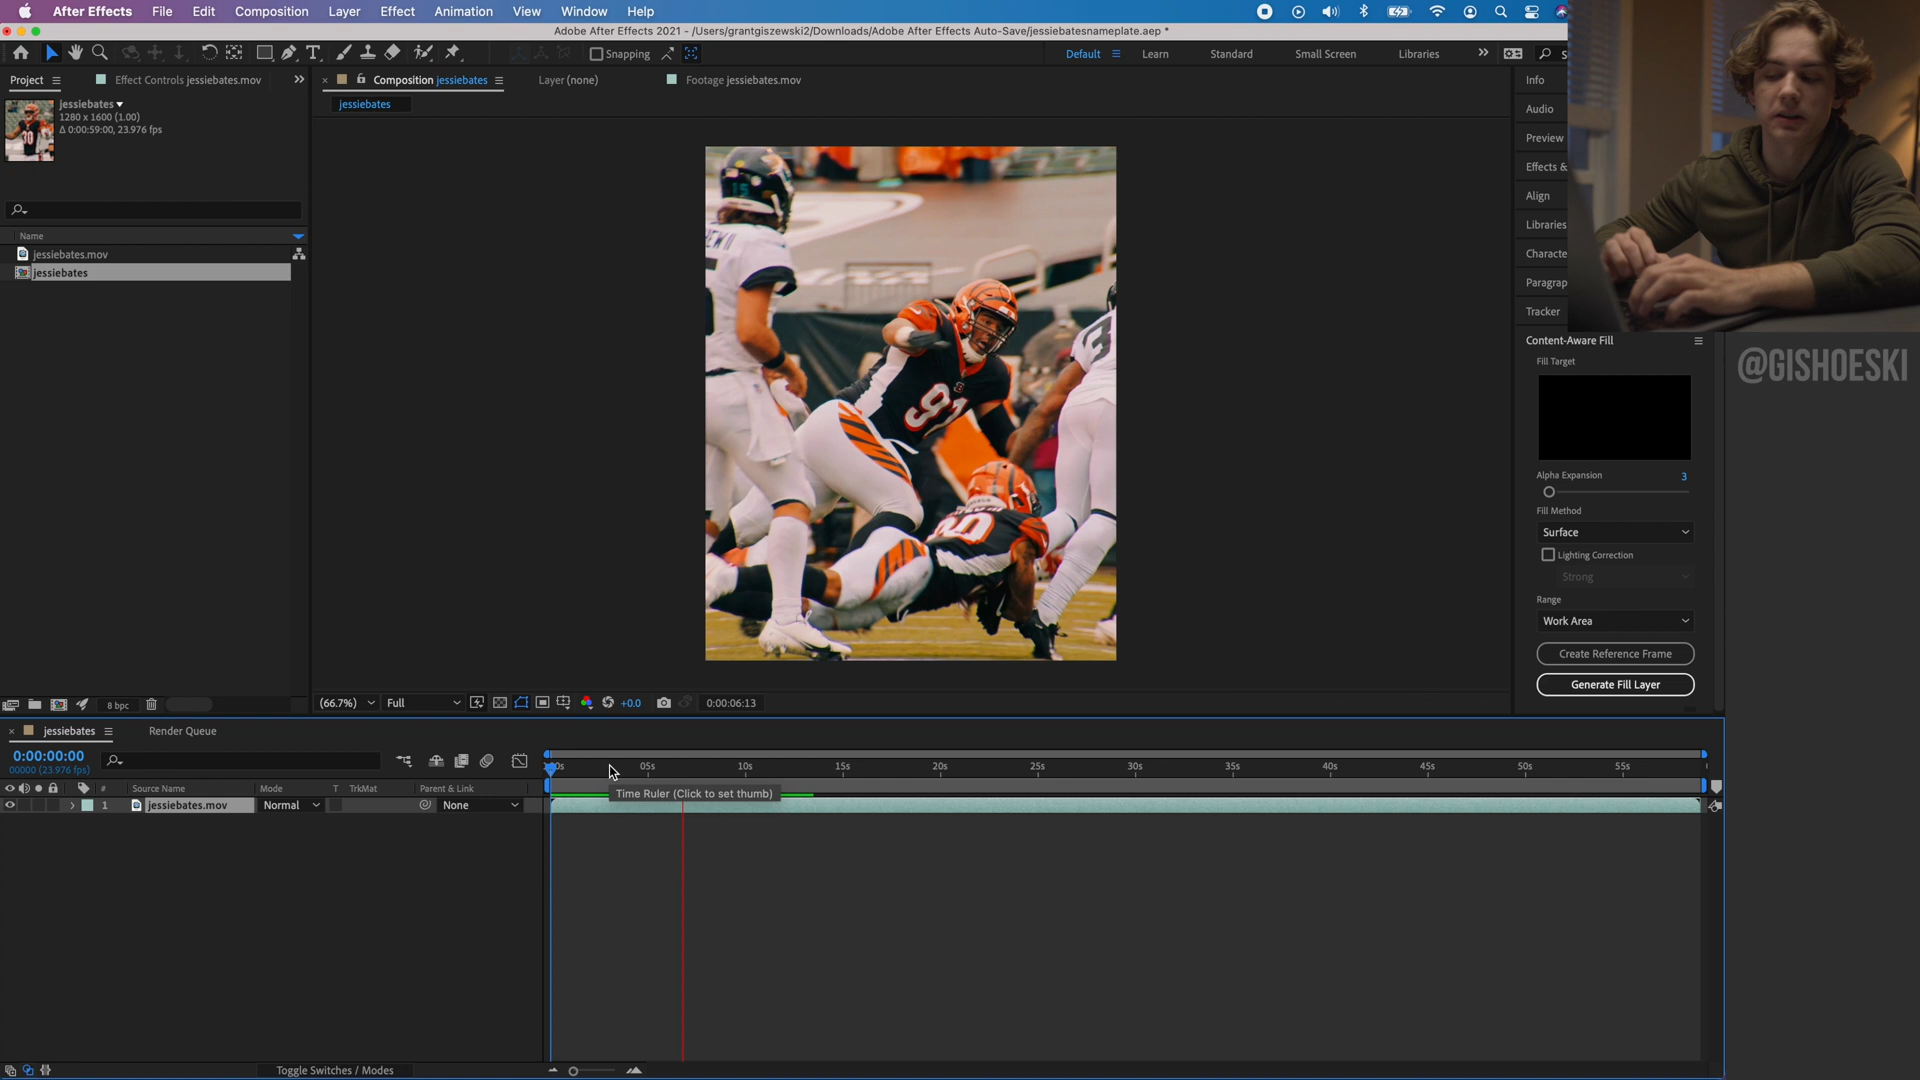 After Effects File Edit Composition Layer Effect Animation View Window Help
Adobe After Effects 2021 - /Users/grantgiszewski2/Downloads/Adobe After Effects Auto-Save/jessiebatesnameplate.aep *
Snapping Default Learn Standard Small Screen Libraries
Project Effect Controls jessiebates.mov Composition jessiebates Layer (none) Footage jessiebates.mov
jessiebates
jessiebates
1280 x 1600 (1.00)
Δ 0:00:59:00, 23.976 fps
Name
jessiebates.mov
jessiebates
8 bpc
15
91
30
3
(66.7%) Full +0.0 0:00:06:13
Info
Audio
Preview
Effects &
Align
Libraries
Characte
Paragrap
Tracker
Content-Aware Fill
Fill Target
Alpha Expansion 3
Fill Method
Surface
Lighting Correction
Strong
Range
Work Area
Create Reference Frame
Generate Fill Layer
@GISHOESKI
jessiebates Render Queue
0:00:00:00
00000 (23.976 fps)
05s 10s 15s 20s 25s 30s 35s 40s 45s 50s 55s
# Source Name Mode T TrkMat Parent & Link
Time Ruler (Click to set thumb)
1 jessiebates.mov Normal None
Toggle Switches / Modes